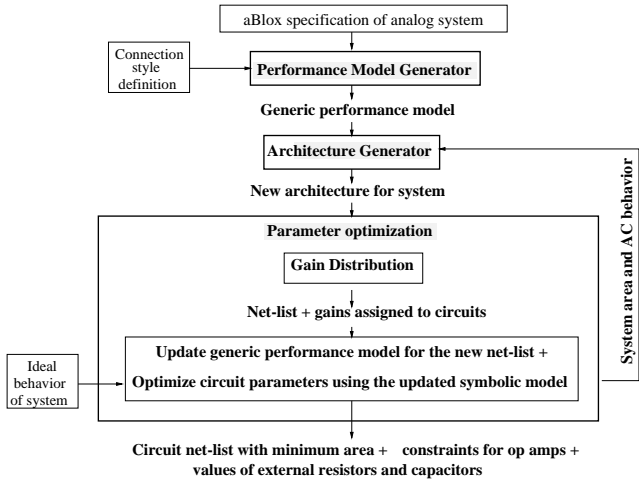 aBlox specification of analog system
Connection
style
definition
Performance Model Generator
Generic performance model
Architecture Generator
New architecture for system
Parameter optimization
Gain Distribution
Net-list + gains assigned to circuits
Update generic performance model for the new net-list +
Optimize circuit parameters using the updated symbolic model
Ideal
behavior
of system
System area and AC behavior
Circuit net-list with minimum area + constraints for op amps +
values of external resistors and capacitors